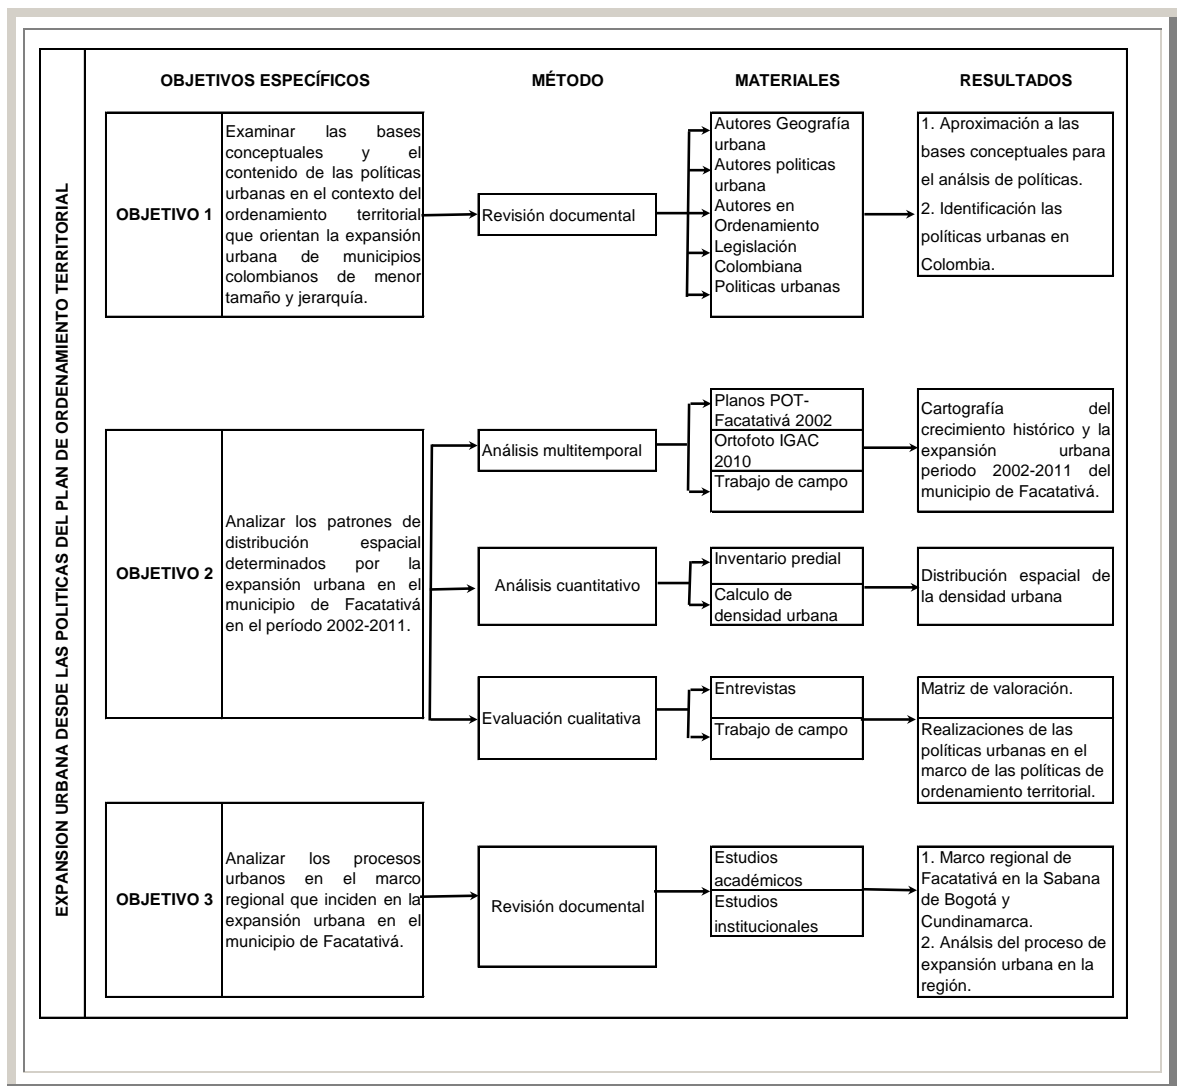 EXPANSION URBANA DESDE LAS POLITICAS DEL PLAN DE ORDENAMIENTO TERRITORIAL
OBJETIVOS ESPECÍFICOS
MÉTODO
MATERIALES
RESULTADOS
OBJETIVO 1
Examinar las bases
conceptuales y el
contenido de las políticas
urbanas en el contexto del
ordenamiento territorial
que orientan la expansión
urbana de municipios
colombianos de menor
tamaño y jerarquía.
Revisión documental
Autores Geografía
urbana
Autores politicas
urbana
Autores en
Ordenamiento
Legislación
Colombiana
Politicas urbanas
1. Aproximación a las
bases conceptuales para
el análsis de políticas.
2. Identificación las
políticas urbanas en
Colombia.
OBJETIVO 2
Analizar los patrones de
distribución espacial
determinados por la
expansión urbana en el
municipio de Facatativá
en el período 2002-2011.
Análisis multitemporal
Planos POT-
Facatativá 2002
Ortofoto IGAC
2010
Trabajo de campo
Cartografía del
crecimiento histórico y la
expansión urbana
periodo 2002-2011 del
municipio de Facatativá.
Análisis cuantitativo
Inventario predial
Calculo de
densidad urbana
Distribución espacial de
la densidad urbana
Evaluación cualitativa
Entrevistas
Trabajo de campo
Matriz de valoración.
Realizaciones de las
políticas urbanas en el
marco de las políticas de
ordenamiento territorial.
OBJETIVO 3
Analizar los procesos
urbanos en el marco
regional que inciden en la
expansión urbana en el
municipio de Facatativá.
Revisión documental
Estudios
académicos
Estudios
institucionales
1. Marco regional de
Facatativá en la Sabana
de Bogotá y
Cundinamarca.
2. Análsis del proceso de
expansión urbana en la
región.